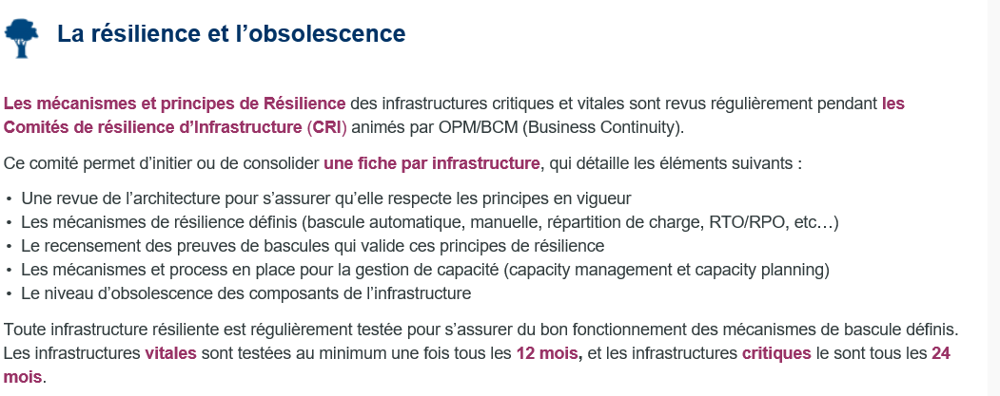 La résilience et l’obsolescence
Les mécanismes et principes de Résilience des infrastructures critiques et vitales sont revus régulièrement pendant les
Comités de résilience d’Infrastructure (CRI) animés par OPM/BCM (Business Continuity).
Ce comité permet d’initier ou de consolider une fiche par infrastructure, qui détaille les éléments suivants :
• Une revue de l’architecture pour s’assurer qu’elle respecte les principes en vigueur
• Les mécanismes de résilience définis (bascule automatique, manuelle, répartition de charge, RTO/RPO, etc…)
• Le recensement des preuves de bascules qui valide ces principes de résilience
• Les mécanismes et process en place pour la gestion de capacité (capacity management et capacity planning)
• Le niveau d’obsolescence des composants de l’infrastructure
Toute infrastructure résiliente est régulièrement testée pour s’assurer du bon fonctionnement des mécanismes de bascule définis.
Les infrastructures vitales sont testées au minimum une fois tous les 12 mois, et les infrastructures critiques le sont tous les 24
mois.